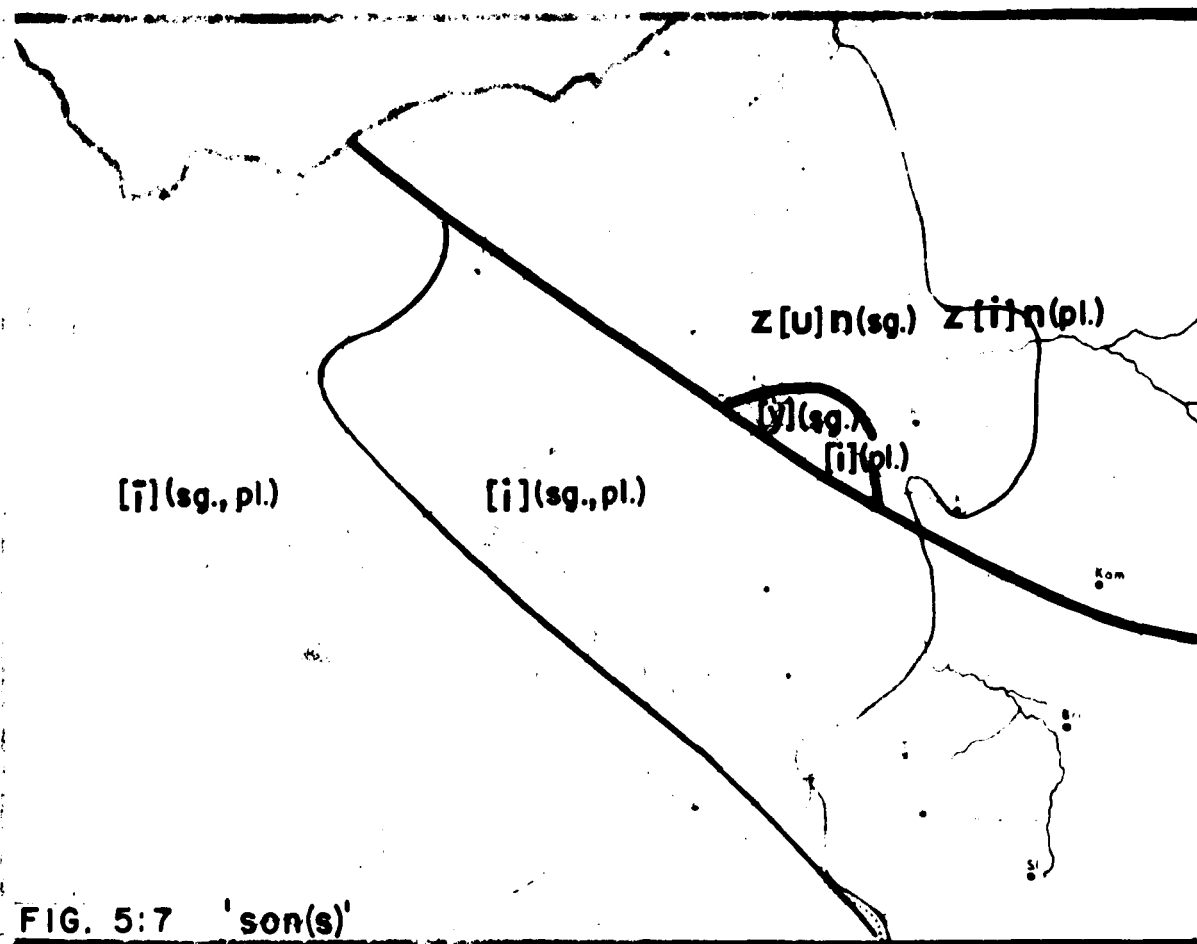 z[u]n(sg.) z[i]n(pl.)
[ẏ](sg.)
[i](pl.)
[ī](sg., pl.) [i](sg., pl.)
Kam
FIG. 5:7 'son(s)'